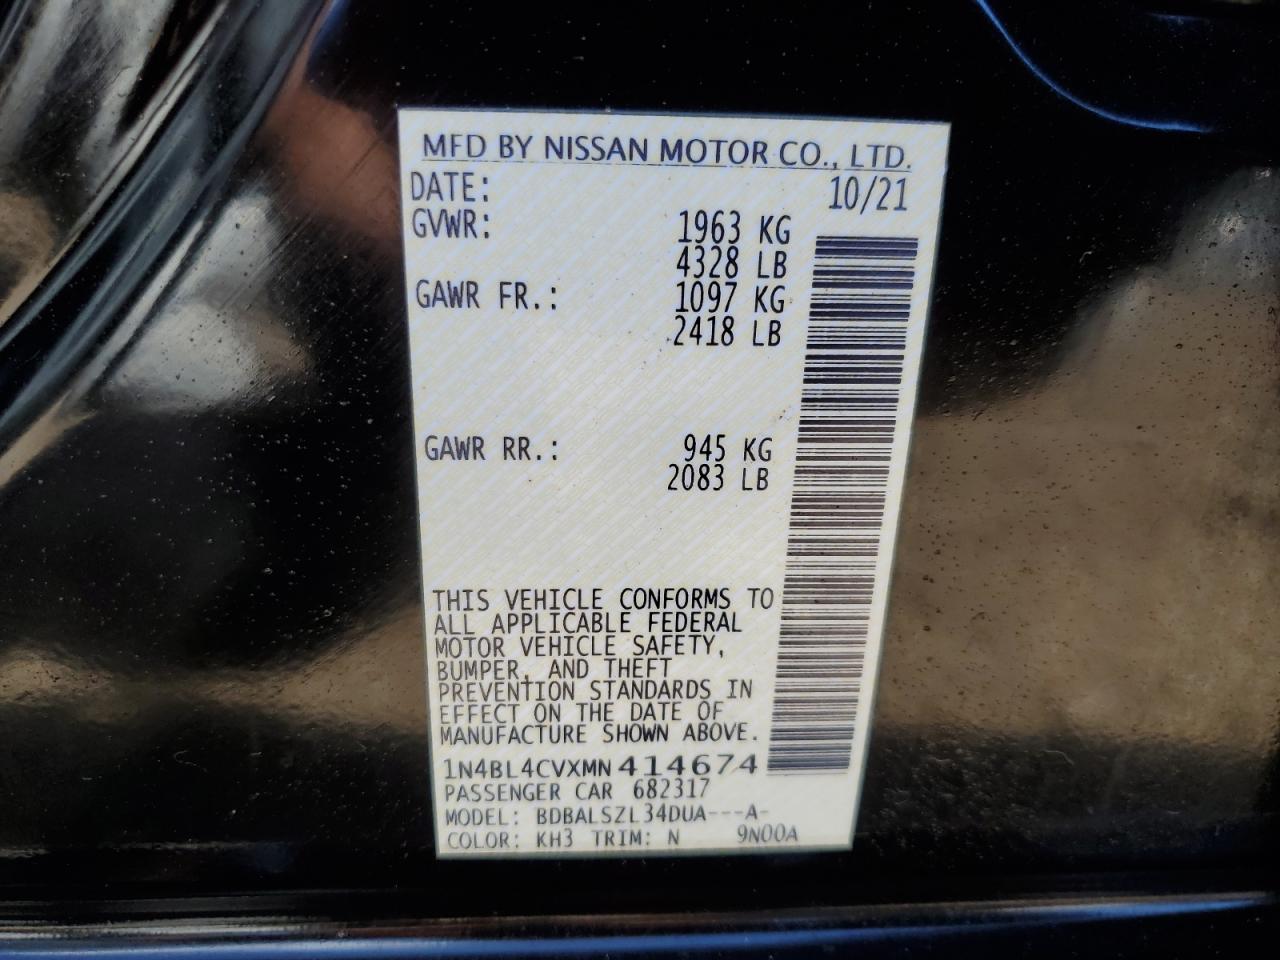 MFD BY NISSAN MOTOR CO., LTD.
DATE: 10/21
GVWR: 1963 KG
4328 LB
GAWR FR.: 1097 KG
2418 LB
GAWR RR.: 945 KG
2083 LB
THIS VEHICLE CONFORMS TO
ALL APPLICABLE FEDERAL
MOTOR VEHICLE SAFETY,
BUMPER, AND THEFT
PREVENTION STANDARDS IN
EFFECT ON THE DATE OF
MANUFACTURE SHOWN ABOVE.
1N4BL4CVXMN414674
PASSENGER CAR 682317
MODEL: BDBALSZL34DUA---A-
COLOR: KH3 TRIM: N 9N00A